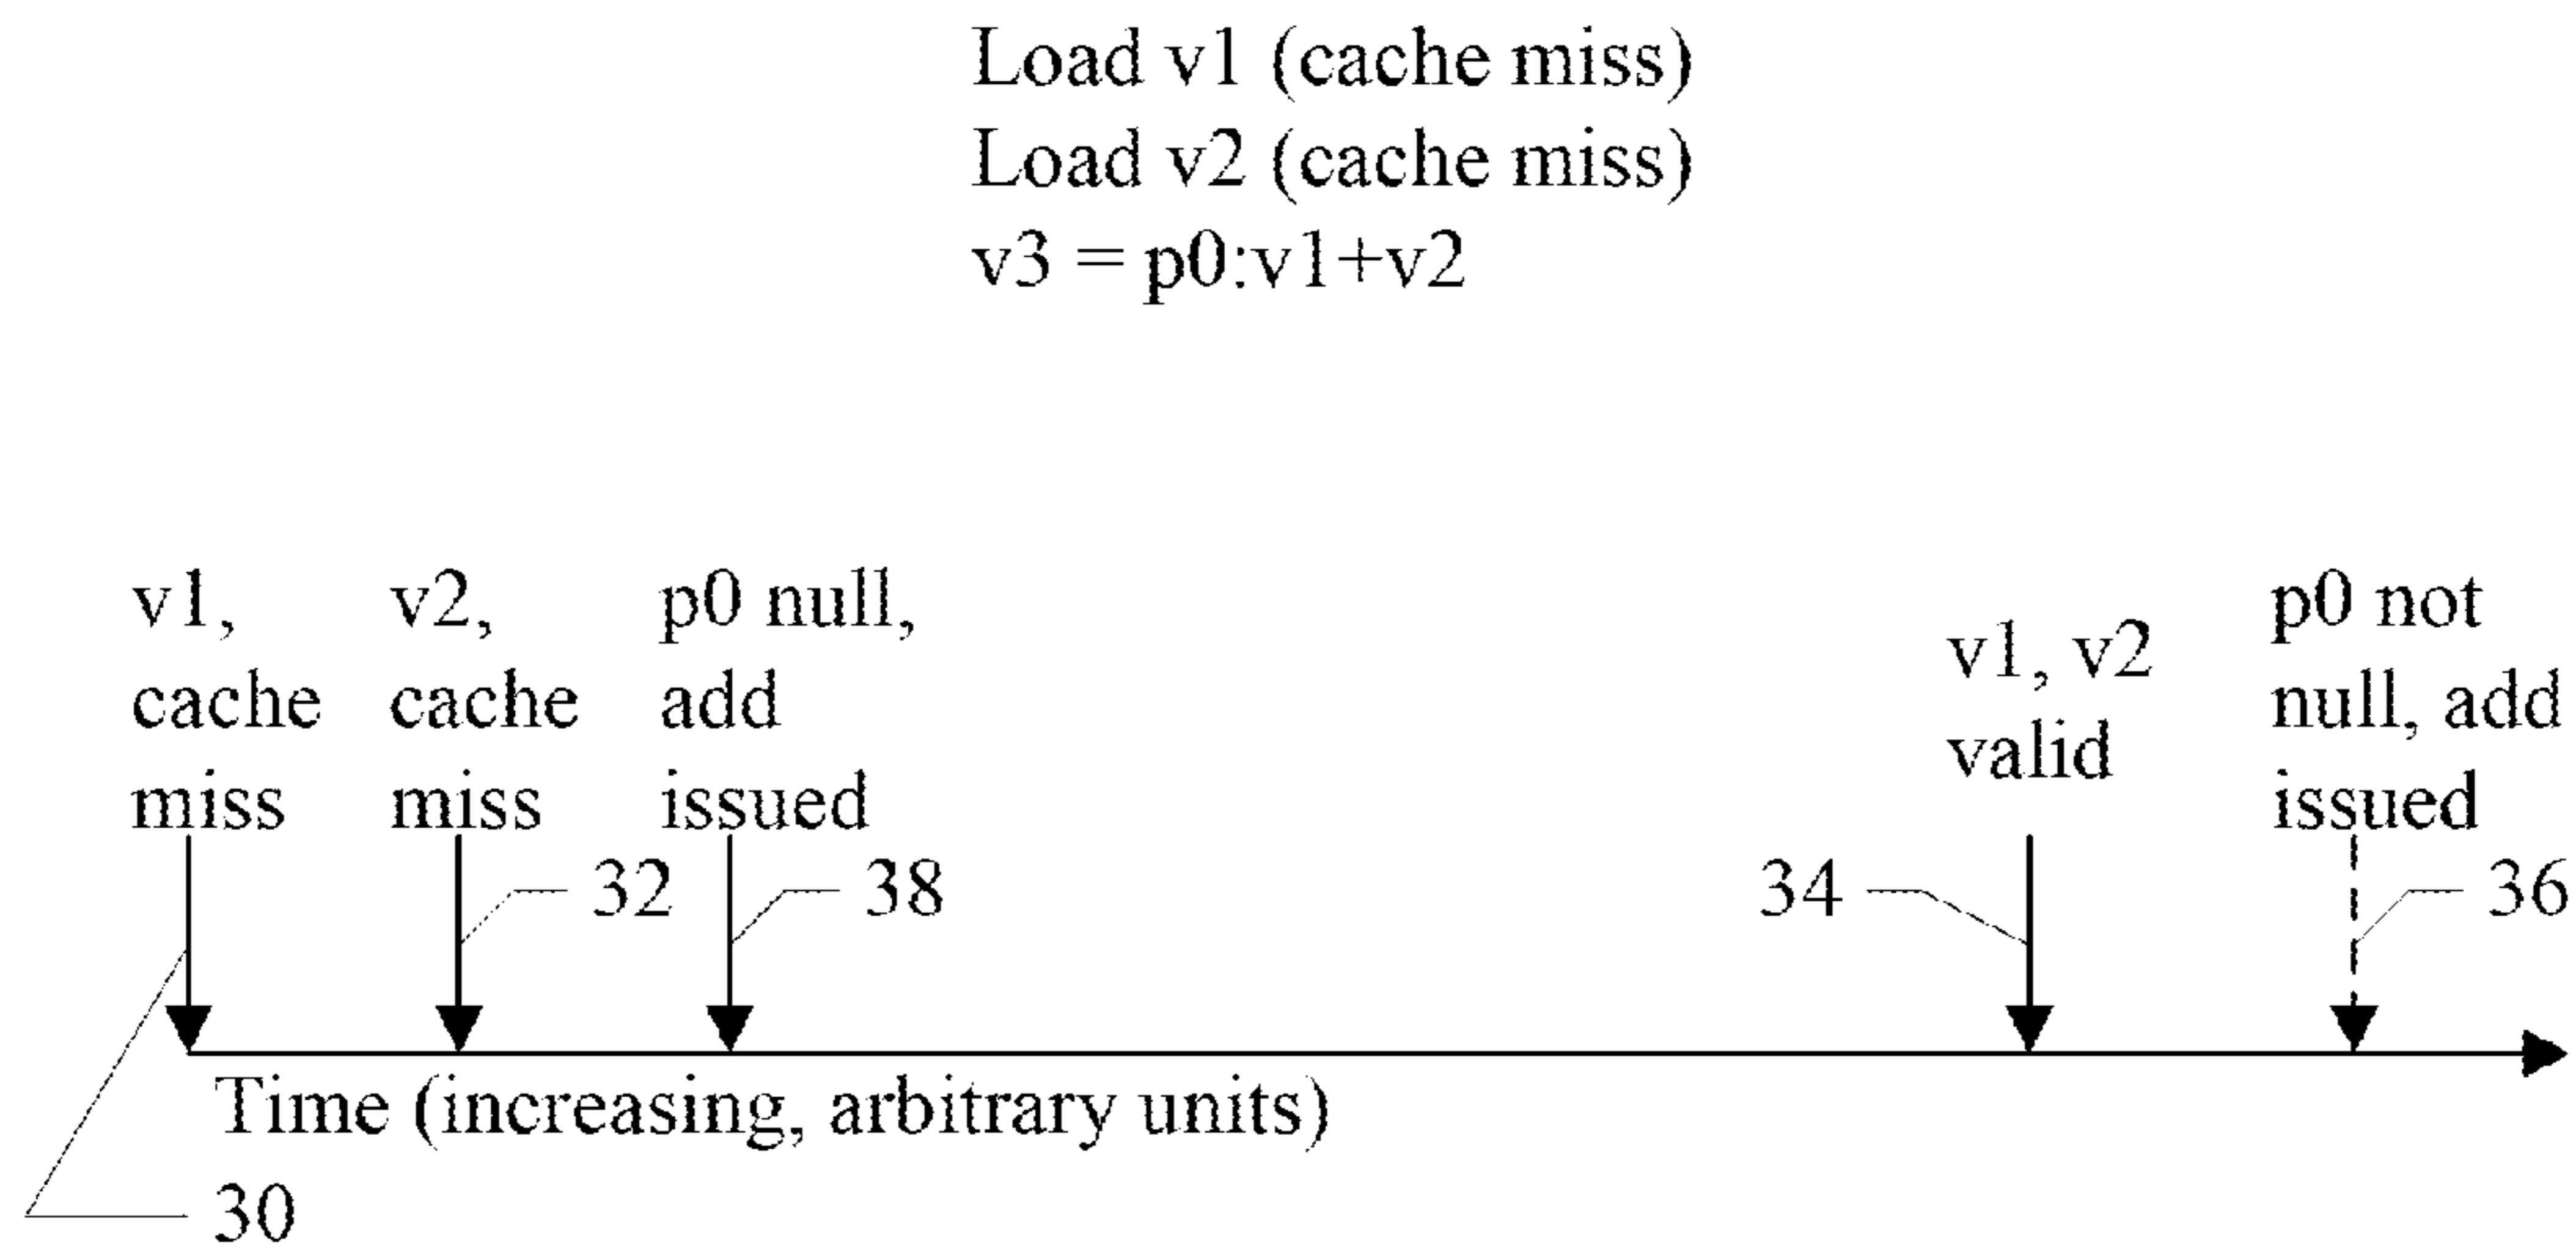 Load v1 (cache miss)
Load v2 (cache miss)
v3 = p0:v1+v2
v1,
cache
miss
v2,
cache
miss
p0 null,
add
issued
v1, v2
valid
p0 not
null, add
issued
32
38
34
36
Time (increasing, arbitrary units)
30